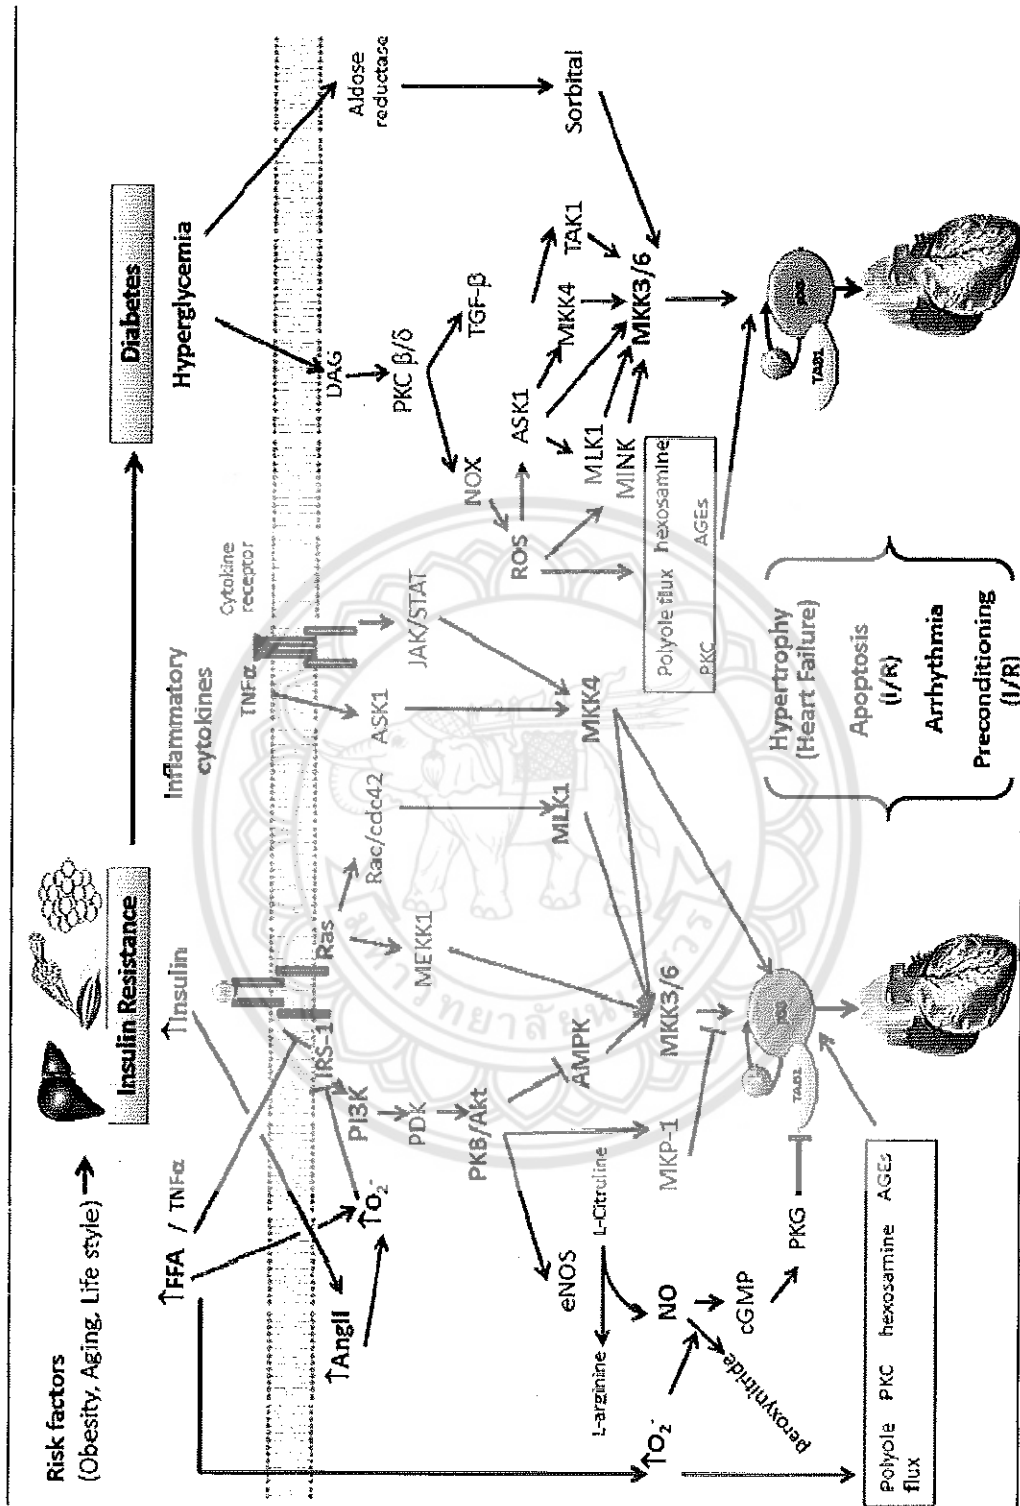 Risk factors
(Obesity, Aging, Life style)
Insulin Resistance
Diabetes
↑FFA / TNFα
↑Insulin
Inflammatory
cytokines
Hyperglycemia
TNFα
Cytokine
receptor
IRS-1
Ras
DAG
Aldose
reductase
↑AngII
↑O₂⁻
PI3K
PDK
PKB/Akt
MEKK1
Rac/cdc42
ASK1
JAK/STAT
PKC β/δ
NOX
TGF-β
ROS
ASK1
MKK4
TAK1
Sorbital
eNOS
L-arginine
L-Citruline
AMPK
MLK1
MKK4
MLK1
MINK
MKK3/6
↑O₂⁻
NO
MKP-1
MKK3/6
peroxynitride
cGMP
PKG
Polyole flux hexosamine
PKC AGEs
TAB1
TAB1
Polyole PKC hexosamine AGEs
flux
Hypertrophy
(Heart Failure)
Apoptosis
(I/R)
Arrhythmia
Preconditioning
(I/R)